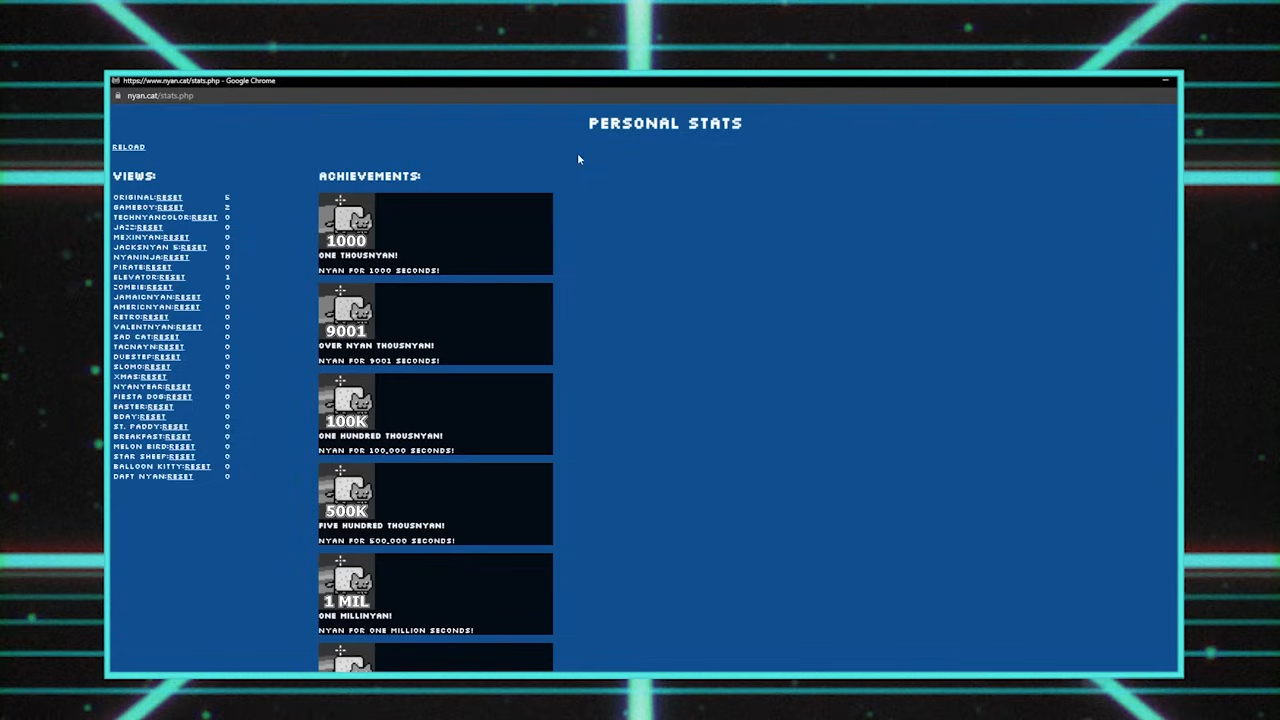 https://www.nyan.cat/stats.php - Google Chrome
nyan.cat/stats.php
PERSONAL STATS
RELOAD
VIEWS:
ORIGINAL:RESET 5
GAMEBOY:RESET 2
TECHNYANCOLOR:RESET 0
JAZZ:RESET 0
MEXINYAN:RESET 0
JACKSNYAN 5:RESET 0
NYANINJA:RESET 0
PIRATE:RESET 0
ELEVATOR:RESET 1
ZOMBIE:RESET 0
JAMAICNYAN:RESET 0
AMERICNYAN:RESET 0
RETRO:RESET 0
VALENTNYAN:RESET 0
SAD CAT:RESET 0
TACNAYN:RESET 0
DUBSTEP:RESET 0
SLOMO:RESET 0
XMAS:RESET 0
NYANYEAR:RESET 0
FIESTA DOG:RESET 0
EASTER:RESET 0
BDAY:RESET 0
ST. PADDY:RESET 0
BREAKFAST:RESET 0
MELON BIRD:RESET 0
STAR SHEEP:RESET 0
BALLOON KITTY:RESET 0
DAFT NYAN:RESET 0
ACHIEVEMENTS:
1000
ONE THOUSNYAN!
NYAN FOR 1000 SECONDS!
9001
OVER NYAN THOUSNYAN!
NYAN FOR 9001 SECONDS!
100K
ONE HUNDRED THOUSNYAN!
NYAN FOR 100,000 SECONDS!
500K
FIVE HUNDRED THOUSNYAN!
NYAN FOR 500,000 SECONDS!
1 MIL
ONE MILLINYAN!
NYAN FOR ONE MILLION SECONDS!